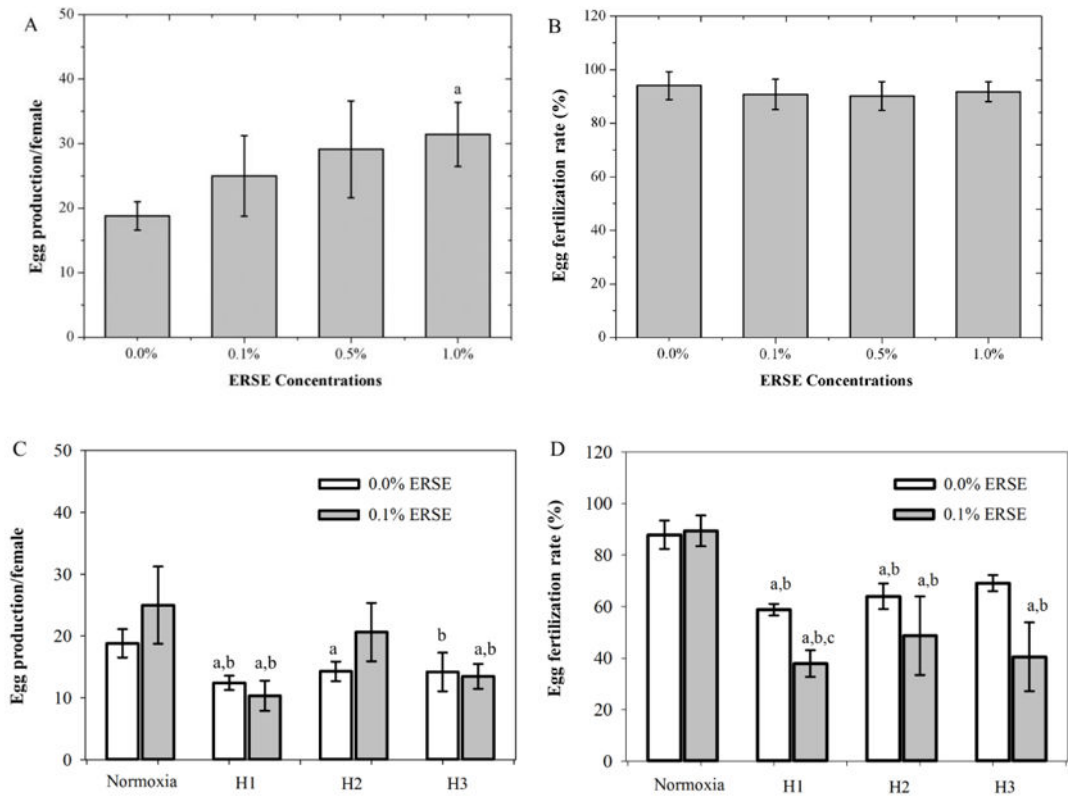 A
Egg production/female
50
40
30
20
10
0
a
0.0%
0.1%
0.5%
1.0%
ERSE Concentrations
B
Egg fertilization rate (%)
120
100
80
60
40
20
0
0.0%
0.1%
0.5%
1.0%
ERSE Concentrations
C
Egg production/female
50
40
30
20
10
0
0.0% ERSE
0.1% ERSE
a,b
a,b
a
b
a,b
Normoxia
H1
H2
H3
D
Egg fertilization rate (%)
120
100
80
60
40
20
0
0.0% ERSE
0.1% ERSE
a,b
a,b,c
a,b
a,b
a,b
Normoxia
H1
H2
H3